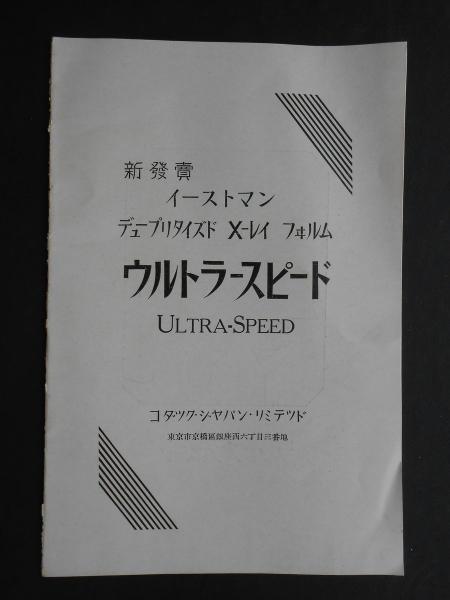 新發賣
イーストマン
デュープリタイズド X-レイ フヰルム
ウルトラースピード
ULTRA-SPEED
コダツク・ジヤパン・リミテツド
東京市京橋區銀座西六丁目三番地